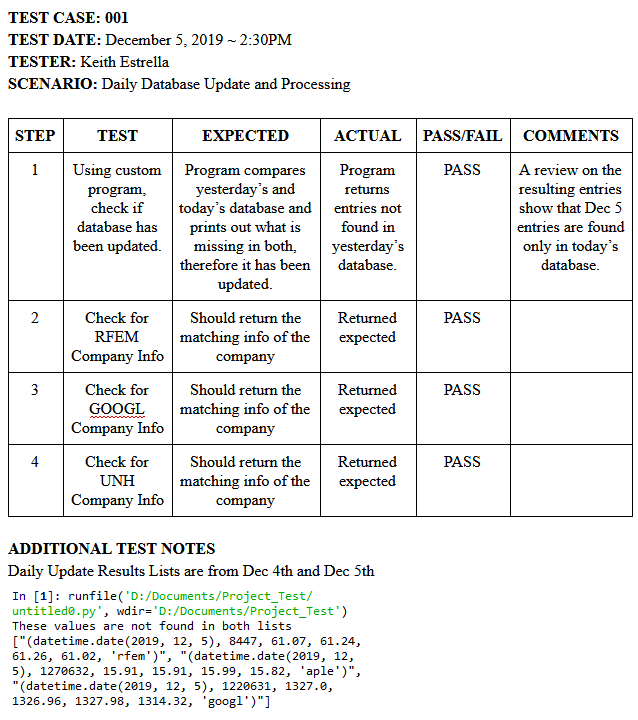 TEST CASE: 001
TEST DATE: December 5, 2019 ~ 2:30PM
TESTER: Keith Estrella
SCENARIO: Daily Database Update and Processing
STEP TEST EXPECTED ACTUAL PASS/FAIL COMMENTS
1
Using custom
program,
check if
database has
been updated.
Program compares
yesterday's and
today's database and
prints out what is
missing in both,
therefore it has been
updated.
Program
returns
entries not
found in
yesterday's
database.
PASS
A review on the
resulting entries
show that Dec 5
entries are found
only in today's
database.
2
Check for
RFEM
Company Info
Should return the
matching info of the
company
Returned
expected
PASS
3
Check for
GOOGL
Company Info
Should return the
matching info of the
company
Returned
expected
PASS
4
Check for
UNH
Company Info
Should return the
matching info of the
company
Returned
expected
PASS
ADDITIONAL TEST NOTES
Daily Update Results Lists are from Dec 4th and Dec 5th
In [1]: runfile('D:/Documents/Project_Test/
untitled0.py', wdir='D:/Documents/Project_Test')
These values are not found in both lists
["(datetime.date(2019, 12, 5), 8447, 61.07, 61.24,
61.26, 61.02, 'rfem')", "(datetime.date(2019, 12,
5), 1270632, 15.91, 15.91, 15.99, 15.82, 'aple')",
"(datetime.date(2019, 12, 5), 1220631, 1327.0,
1326.96, 1327.98, 1314.32, 'googl')"]